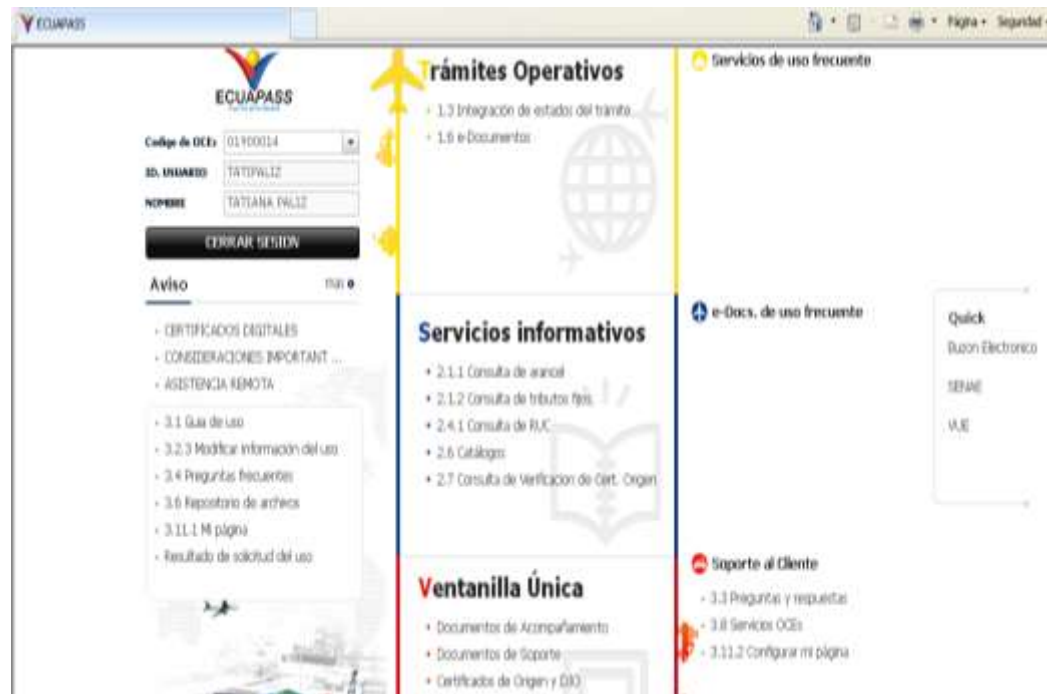 ECUAPASS
Página Seguridad
ECUAPASS
Codigo de OCEs 01900014
ID. USUARIO TATIPALIZ
NOMBRE TATIANA PALIZ
CERRAR SESION
Aviso mas
CERTIFICADOS DIGITALES
CONSIDERACIONES IMPORTANT ...
ASISTENCIA REMOTA
3.1 Guia de uso
3.2.3 Modificar información del uso
3.4 Preguntas frecuentes
3.6 Repositorio de archivos
3.11.1 Mi página
Resultado de solicitud del uso
Trámites Operativos
1.3 Integración de estados del trámite
1.6 e-Documentos
Servicios informativos
2.1.1 Consulta de arancel
2.1.2 Consulta de tributos fijos
2.4.1 Consulta de RUC
2.6 Catálogos
2.7 Consulta de Verificacion de Cert. Origen
Ventanilla Única
Documentos de Acompañamiento
Documentos de Soporte
Certificados de Origen y DJO
Servicios de uso frecuente
e-Docs. de uso frecuente
Soporte al Cliente
3.3 Preguntas y respuestas
3.8 Servicios OCEs
3.11.2 Configurar mi página
Quick
Buzon Electronico
SENAE
VUE